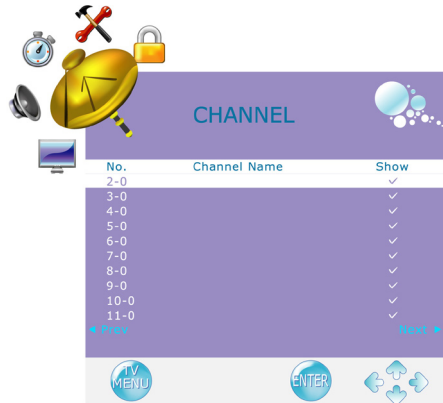 CHANNEL
No. Channel Name Show
2-0 ✓
3-0 ✓
4-0 ✓
5-0 ✓
6-0 ✓
7-0 ✓
8-0 ✓
9-0 ✓
10-0 ✓
11-0 ✓
◄ Prev Next ►
TV MENU ENTER